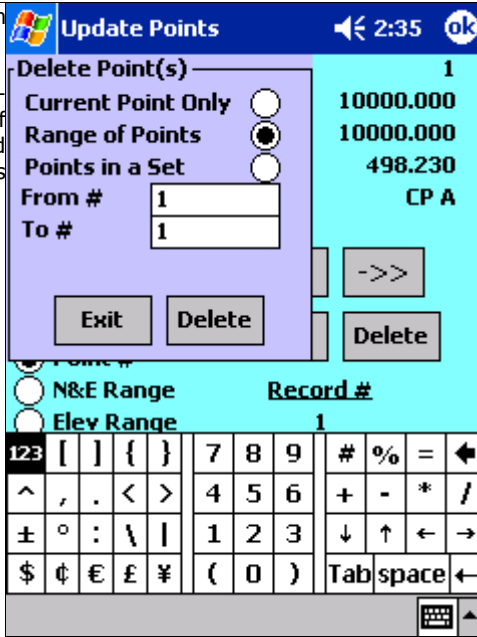 Update Points 2:35 ok
Delete Point(s) 1
Current Point Only 10000.000
Range of Points 10000.000
Points in a Set 498.230
From # 1 CP A
To # 1
->>
Exit Delete Delete
Point #
N&E Range Record #
Elev Range 1
123 [ ] { } 7 8 9 # % = ←
^ , . < > 4 5 6 + - * /
± ° : \ | 1 2 3 ↓ ↑ ← →
$ ¢ € £ ¥ ( 0 ) Tab space ←